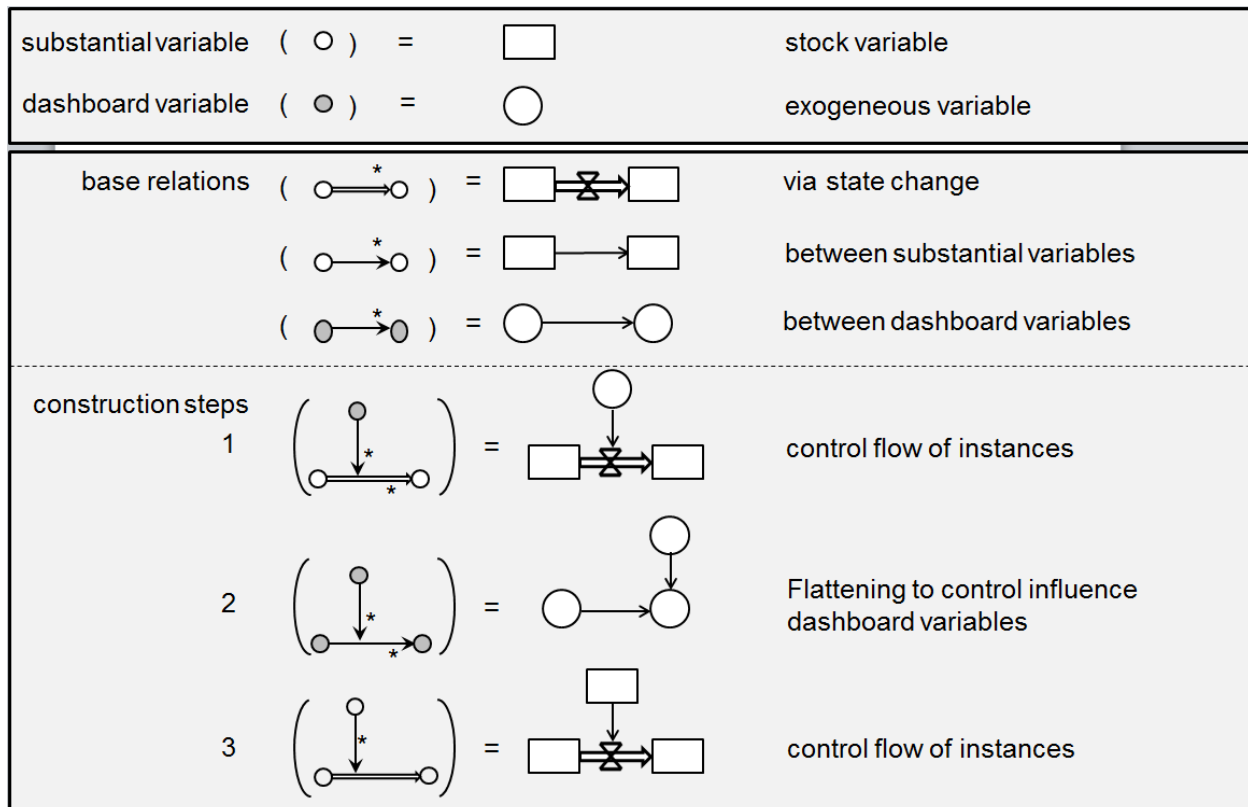 substantial variable ( ) = stock variable
dashboard variable ( ) = exogeneous variable
base relations ( * ) = via state change
( * ) = between substantial variables
( * ) = between dashboard variables
construction steps
1 ( * * ) = control flow of instances
2 ( * * ) = Flattening to control influence
dashboard variables
3 ( * ) = control flow of instances